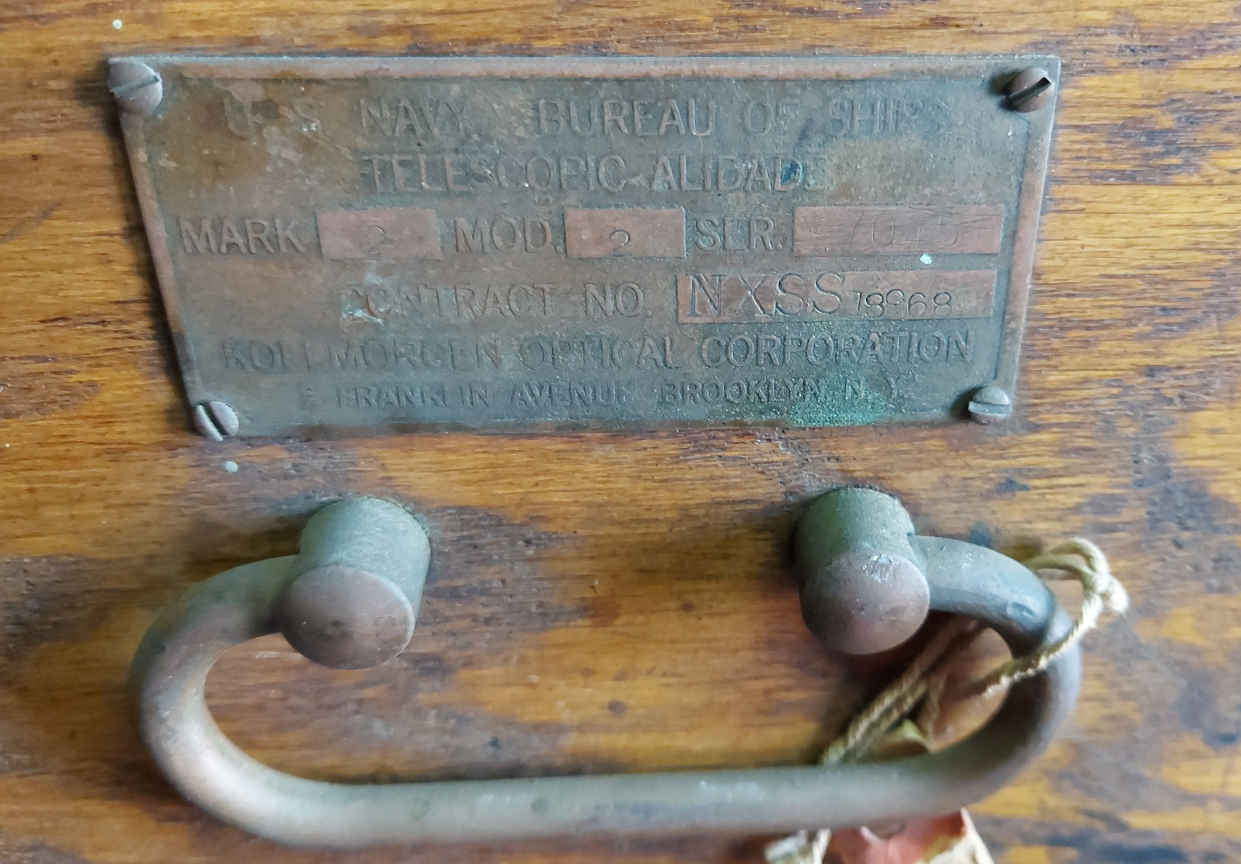 U. S. NAVY. BUREAU OF SHIPS
TELESCOPIC ALIDADE
MARK 2 MOD. 2 SER.
CONTRACT NO. NXSS
KOLLMORGEN OPTICAL CORPORATION
FRANKLIN AVENUE BROOKLYN, N. Y.